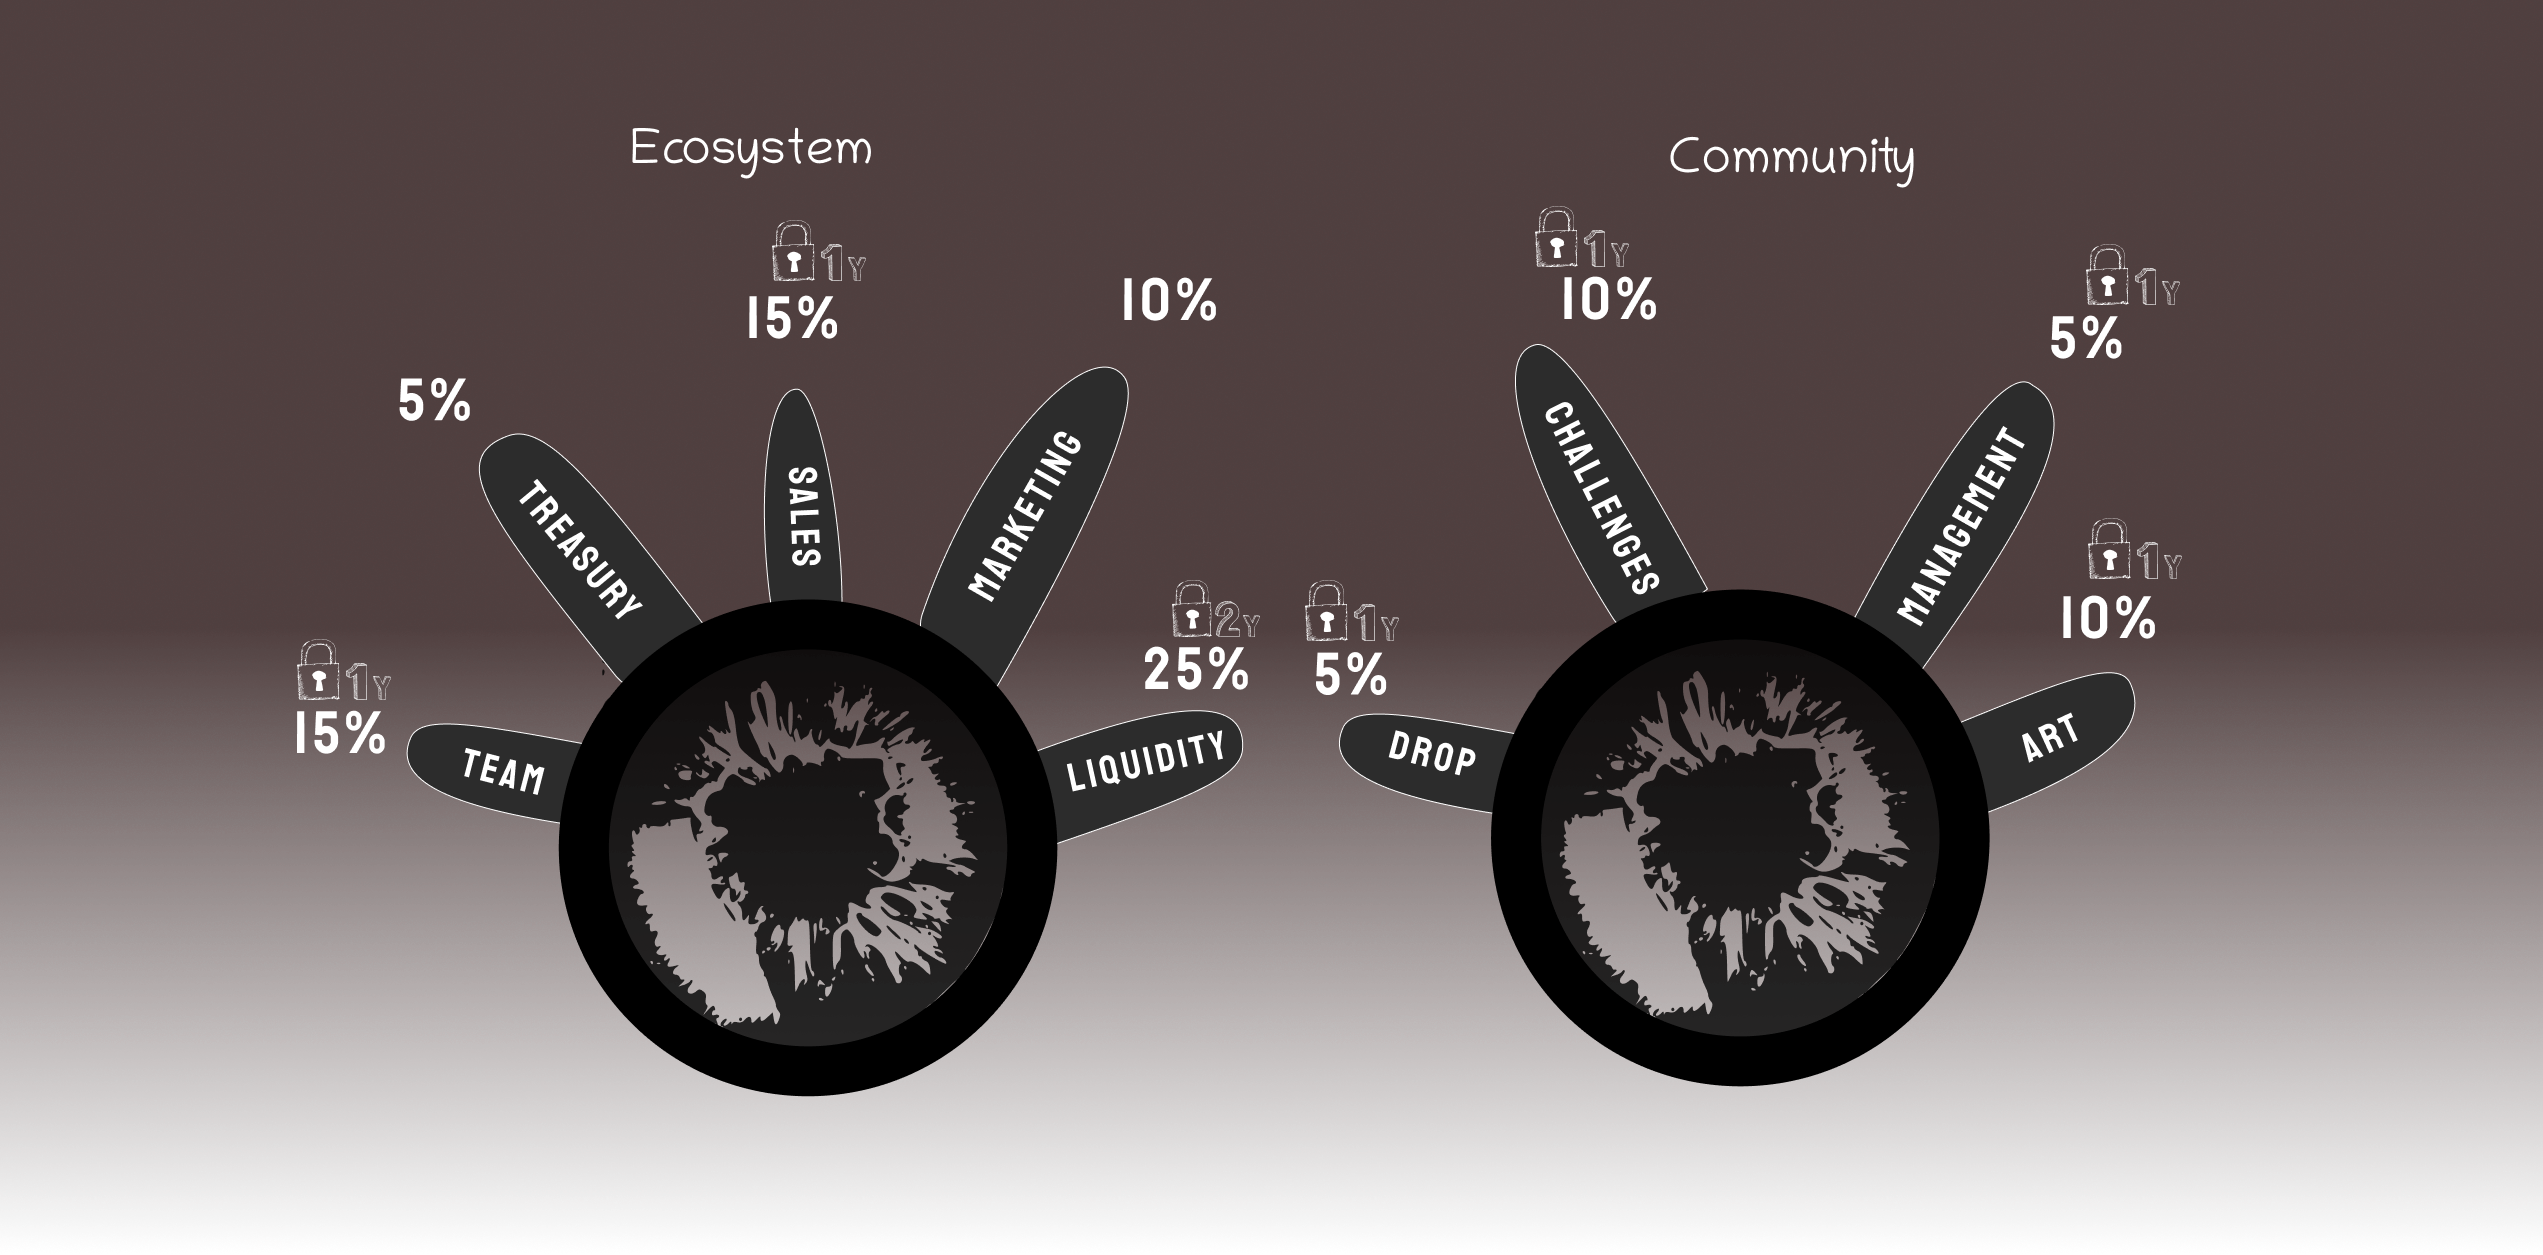 Ecosystem
1Y
15%
TEAM
5%
TREASURY
1Y
15%
SALES
10%
MARKETING
2Y
25%
LIQUIDITY
Community
1Y
5%
DROP
1Y
10%
CHALLENGES
1Y
5%
MANAGEMENT
1Y
10%
ART